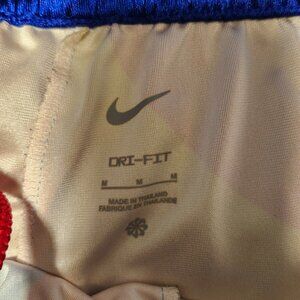 DRI-FIT
M M M
MADE IN THAILAND
FABRIQUÉ EN THAÏLANDE